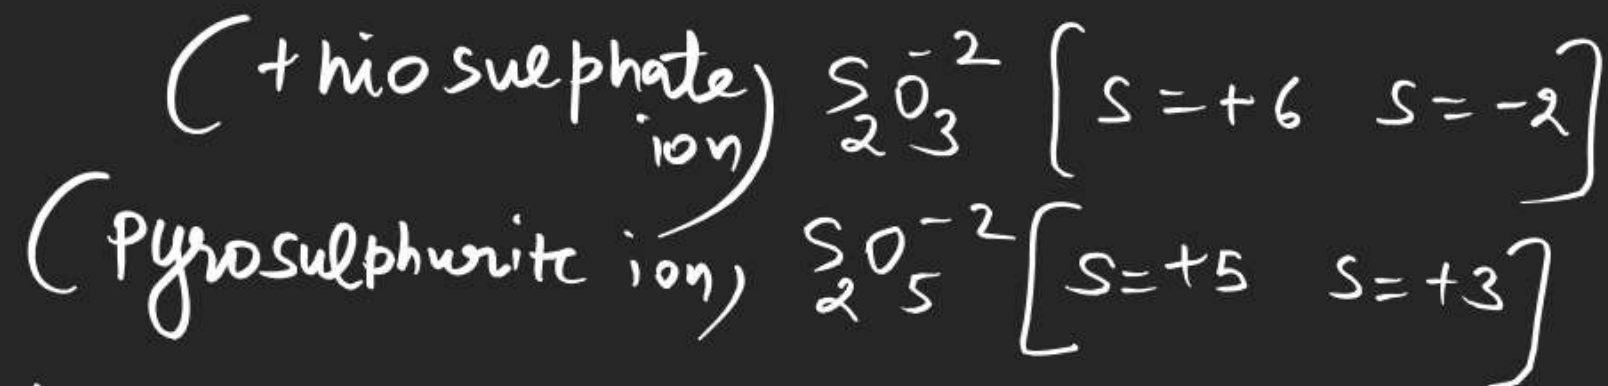 (thiosulphate ion) S₂O₃⁻² [S=+6 S=-2]
(pyrosulphurite ion) S₂O₅⁻² [S=+5 S=+3]